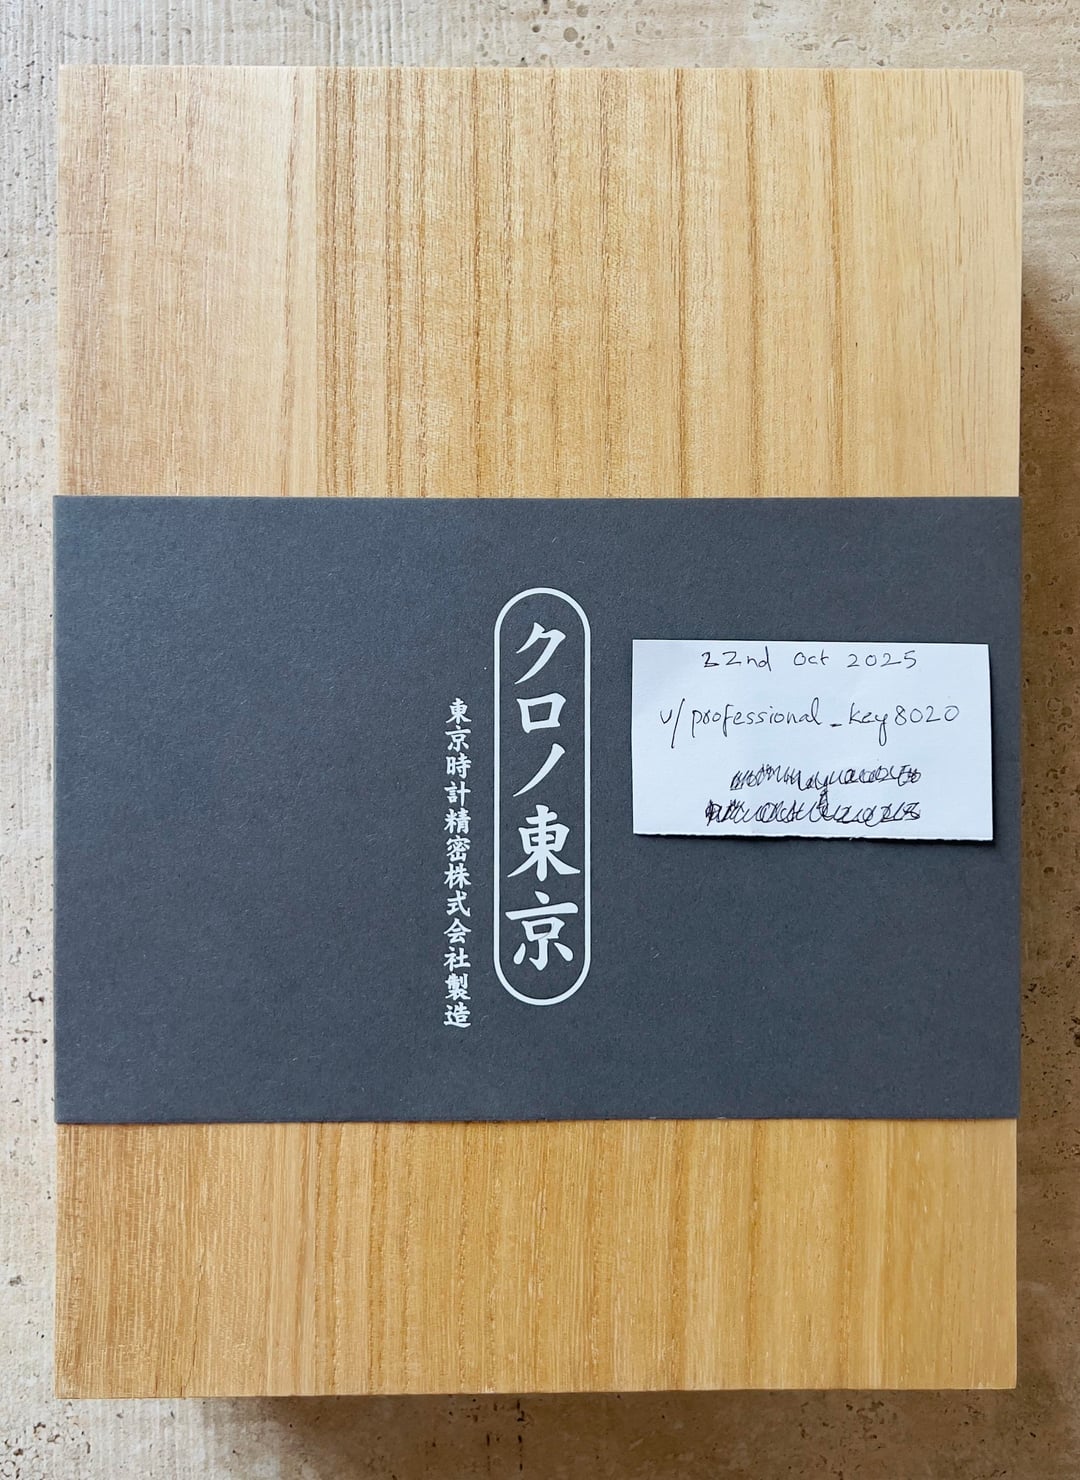 クロノ東京
東京時計精密株式会社製造
22nd Oct 2025
u/professional_key8020